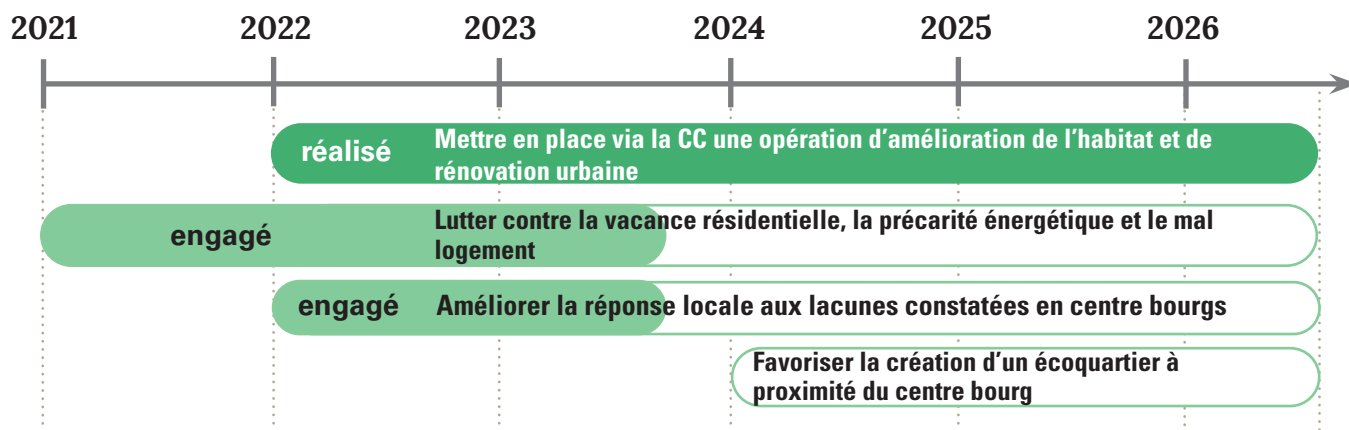 2021 2022 2023 2024 2025 2026
réalisé Mettre en place via la CC une opération d’amélioration de l’habitat et de
rénovation urbaine
engagé Lutter contre la vacance résidentielle, la précarité énergétique et le mal
logement
engagé Améliorer la réponse locale aux lacunes constatées en centre bourgs
Favoriser la création d’un écoquartier à
proximité du centre bourg